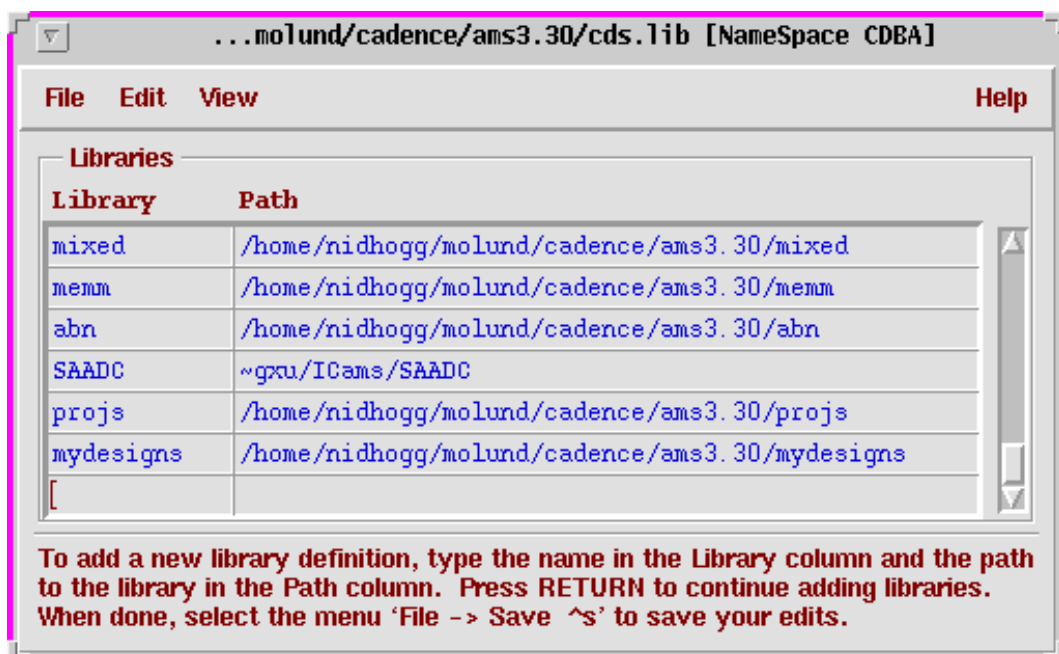 ...molund/cadence/ams3.30/cds.lib [NameSpace CDBA]
File Edit View Help
Libraries
Library Path
mixed /home/nidhogg/molund/cadence/ams3.30/mixed
memm /home/nidhogg/molund/cadence/ams3.30/memm
abn /home/nidhogg/molund/cadence/ams3.30/abn
SAADC ~gxu/ICams/SAADC
projs /home/nidhogg/molund/cadence/ams3.30/projs
mydesigns /home/nidhogg/molund/cadence/ams3.30/mydesigns
[
To add a new library definition, type the name in the Library column and the path
to the library in the Path column. Press RETURN to continue adding libraries.
When done, select the menu ‘File -> Save ^s’ to save your edits.